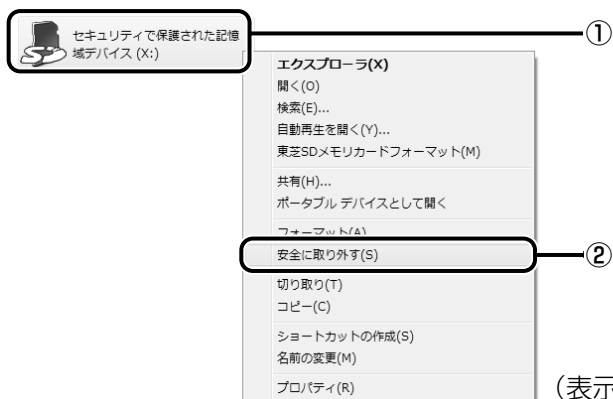 セキュリティで保護された記憶
域デバイス (X:)
①
エクスプローラ(X)
開く(O)
検索(E)...
自動再生を開く(Y)...
東芝SDメモリカードフォーマット(M)
共有(H)...
ポータブル デバイスとして開く
フォーマット(A)...
安全に取り外す(S)
②
切り取り(T)
コピー(C)
ショートカットの作成(S)
名前の変更(M)
プロパティ(R)
（表示